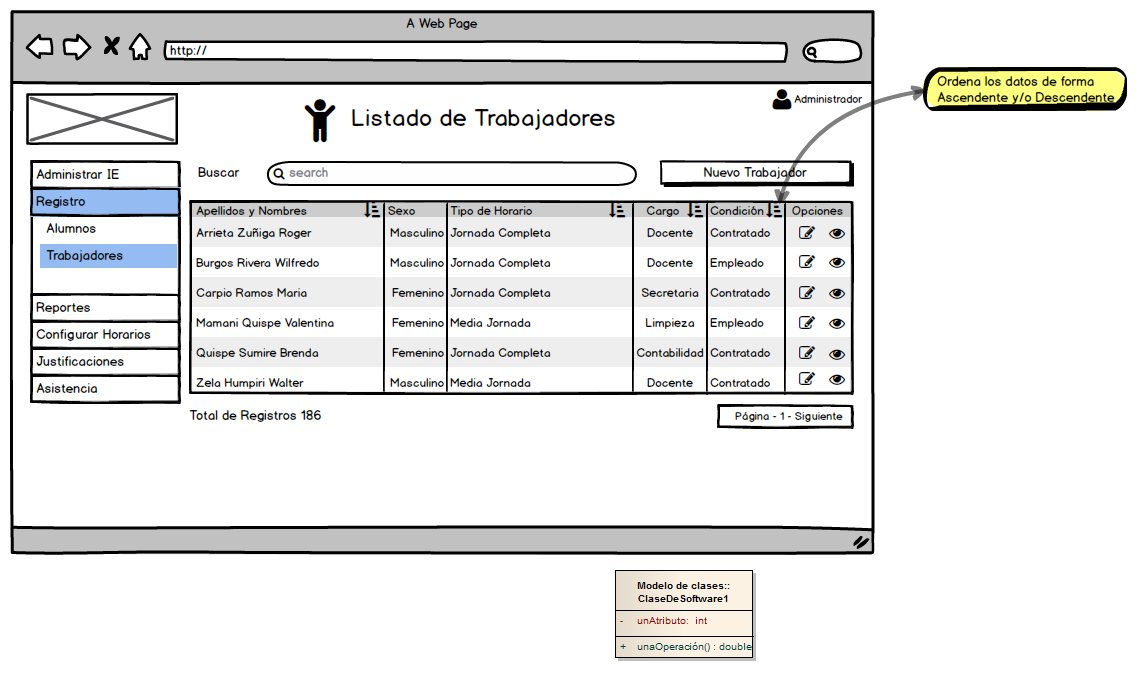 A Web Page
http://
Ordena los datos de forma
Ascendente y/o Descendente
Administrador
Listado de Trabajadores
Administrar IE
Registro
Alumnos
Trabajadores
Reportes
Configurar Horarios
Justificaciones
Asistencia
Buscar
search
Nuevo Trabajador
Apellidos y Nombres Sexo Tipo de Horario Cargo Condición Opciones
Arrieta Zuñiga Roger Masculino Jornada Completa Docente Contratado
Burgos Rivera Wilfredo Masculino Jornada Completa Docente Empleado
Carpio Ramos Maria Femenino Jornada Completa Secretaria Contratado
Mamani Quispe Valentina Femenino Media Jornada Limpieza Empleado
Quispe Sumire Brenda Femenino Jornada Completa Contabilidad Contratado
Zela Humpiri Walter Masculino Media Jornada Docente Contratado
Total de Registros 186
Página - 1 - Siguiente
Modelo de clases::
ClaseDeSoftware1
- unAtributo: int
+ unaOperación() : double